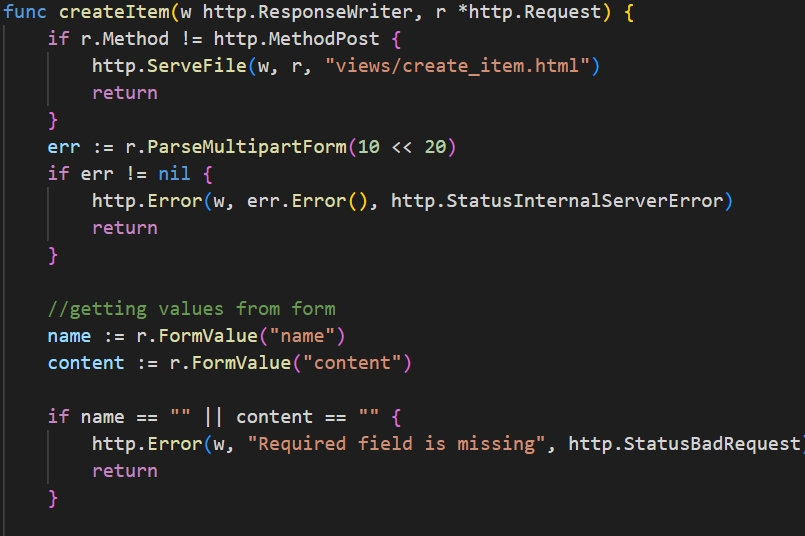 func createItem(w http.ResponseWriter, r *http.Request) {
    if r.Method != http.MethodPost {
        http.ServeFile(w, r, "views/create_item.html")
        return
    }
    err := r.ParseMultipartForm(10 << 20)
    if err != nil {
        http.Error(w, err.Error(), http.StatusInternalServerError)
        return
    }

    //getting values from form
    name := r.FormValue("name")
    content := r.FormValue("content")

    if name == "" || content == "" {
        http.Error(w, "Required field is missing", http.StatusBadRequest)
        return
    }